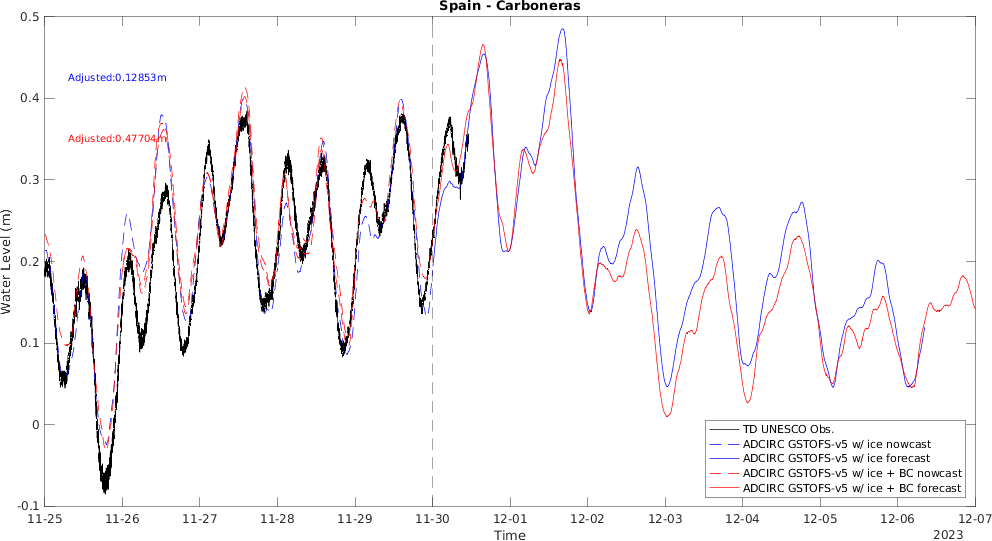 Spain - Carboneras
0.5
0.4
0.3
0.2
0.1
0
-0.1
Water Level (m)
Adjusted:0.12853m
Adjusted:0.47704m
TD UNESCO Obs.
ADCIRC GSTOFS-v5 w/ ice nowcast
ADCIRC GSTOFS-v5 w/ ice forecast
ADCIRC GSTOFS-v5 w/ ice + BC nowcast
ADCIRC GSTOFS-v5 w/ ice + BC forecast
11-25 11-26 11-27 11-28 11-29 11-30 12-01 12-02 12-03 12-04 12-05 12-06 12-07
Time
2023